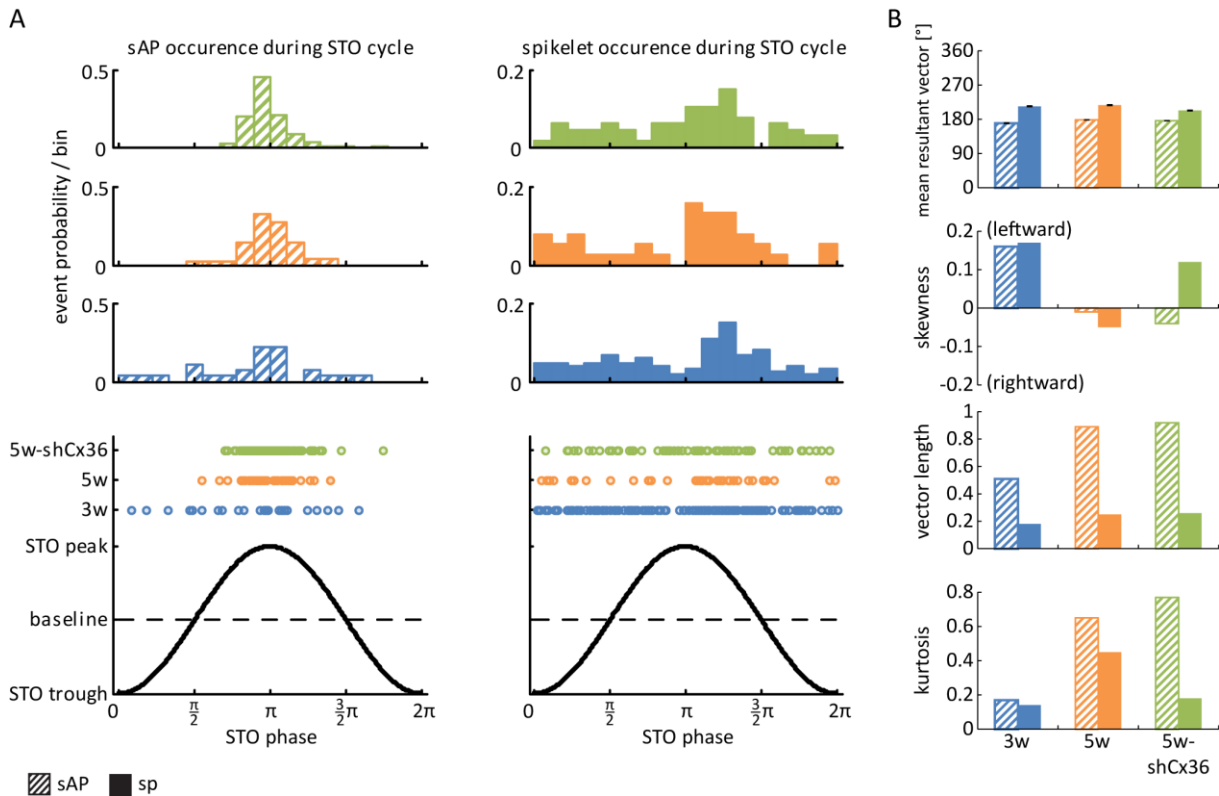 A
sAP occurence during STO cycle
spikelet occurence during STO cycle
event probability / bin
0.5
0
0.5
0
0.5
0
0.2
0
0.2
0
0.2
0
5w-shCx36
5w
3w
STO peak
baseline
STO trough
0
π/2
π
3/2π
2π
STO phase
0
π/2
π
3/2π
2π
STO phase
sAP
sp
B
mean resultant vector [°]
360
270
180
90
0
skewness
0.2
0.1
0
-0.1
-0.2
(leftward)
(rightward)
vector length
1
0.8
0.6
0.4
0.2
0
kurtosis
0.8
0.6
0.4
0.2
0
3w
5w
5w-
shCx36